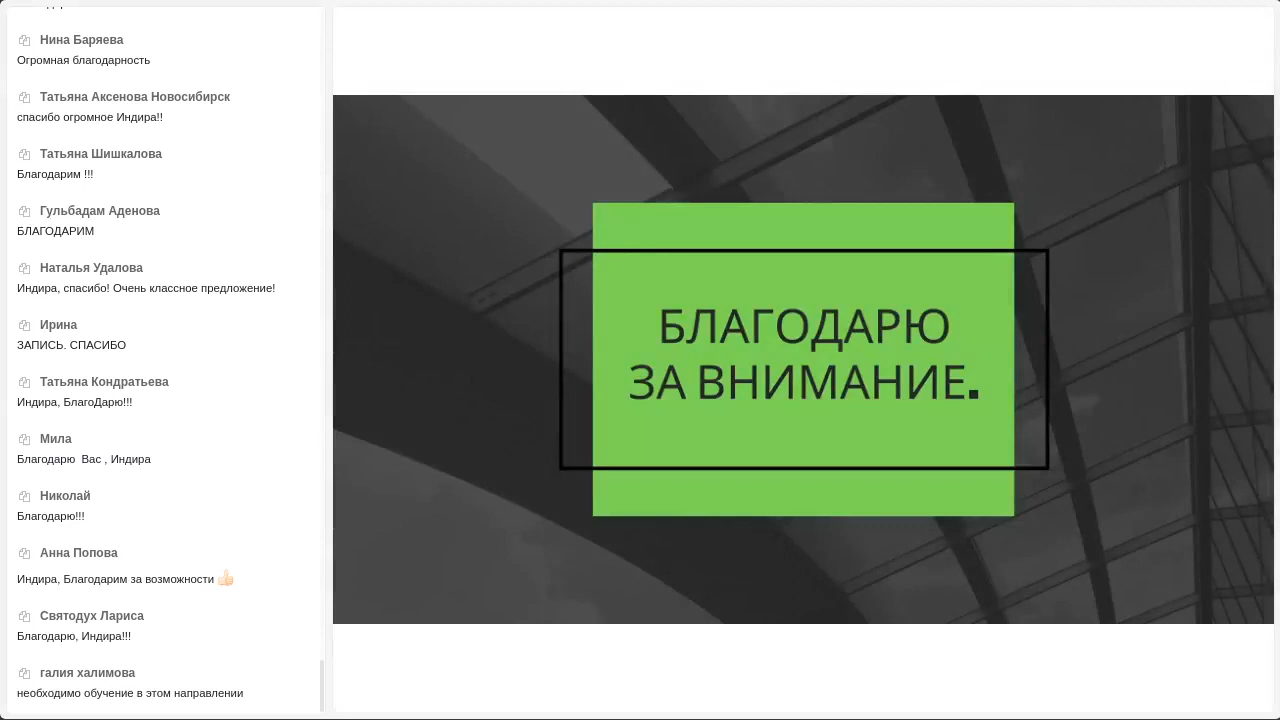 Нина Баряева
Огромная благодарность
Татьяна Аксенова Новосибирск
спасибо огромное Индира!!
Татьяна Шишкалова
Благодарим !!!
Гульбадам Аденова
БЛАГОДАРИМ
Наталья Удалова
Индира, спасибо! Очень классное предложение!
Ирина
ЗАПИСЬ. СПАСИБО
Татьяна Кондратьева
Индира, БлагоДарю!!!
Мила
Благодарю  Вас , Индира
Николай
Благодарю!!!
Анна Попова
Индира, Благодарим за возможности 👍
Святодух Лариса
Благодарю, Индира!!!
галия халимова
необходимо обучение в этом направлении
БЛАГОДАРЮ
ЗА ВНИМАНИЕ.